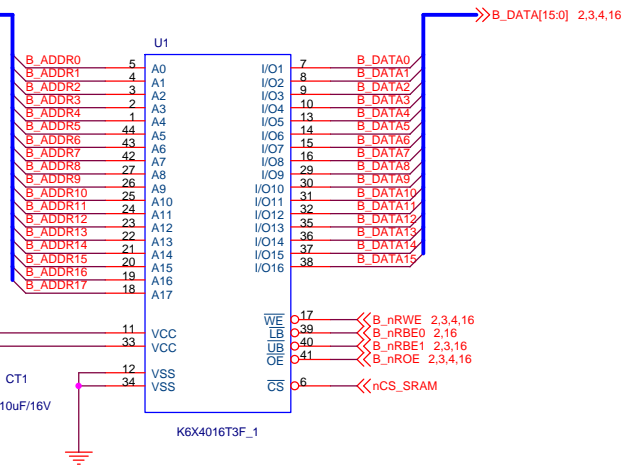 B_DATA[15:0] 2,3,4,16
U1
B_ADDR0 5 A0 I/O1 7 B_DATA0
B_ADDR1 4 A1 I/O2 8 B_DATA1
B_ADDR2 3 A2 I/O3 9 B_DATA2
B_ADDR3 2 A3 I/O4 10 B_DATA3
B_ADDR4 1 A4 I/O5 13 B_DATA4
B_ADDR5 44 A5 I/O6 14 B_DATA5
B_ADDR6 43 A6 I/O7 15 B_DATA6
B_ADDR7 42 A7 I/O8 16 B_DATA7
B_ADDR8 27 A8 I/O9 29 B_DATA8
B_ADDR9 26 A9 I/O10 30 B_DATA9
B_ADDR10 25 A10 I/O11 31 B_DATA10
B_ADDR11 24 A11 I/O12 32 B_DATA11
B_ADDR12 23 A12 I/O13 34 B_DATA12
B_ADDR13 22 A13 I/O14 36 B_DATA13
B_ADDR14 21 A14 I/O15 37 B_DATA14
B_ADDR15 20 A15 I/O16 38 B_DATA15
B_ADDR16 19 A16
B_ADDR17 18 A17
WE 17 B_nRWE 2,3,4,16
11 VCC LB 39 B_nRBE0 2,16
33 VCC UB 40 B_nRBE1 2,3,16
OE 41 B_nROE 2,3,4,16
12 VSS
CT1 34 VSS CS 6 nCS_SRAM
10uF/16V
K6X4016T3F_1